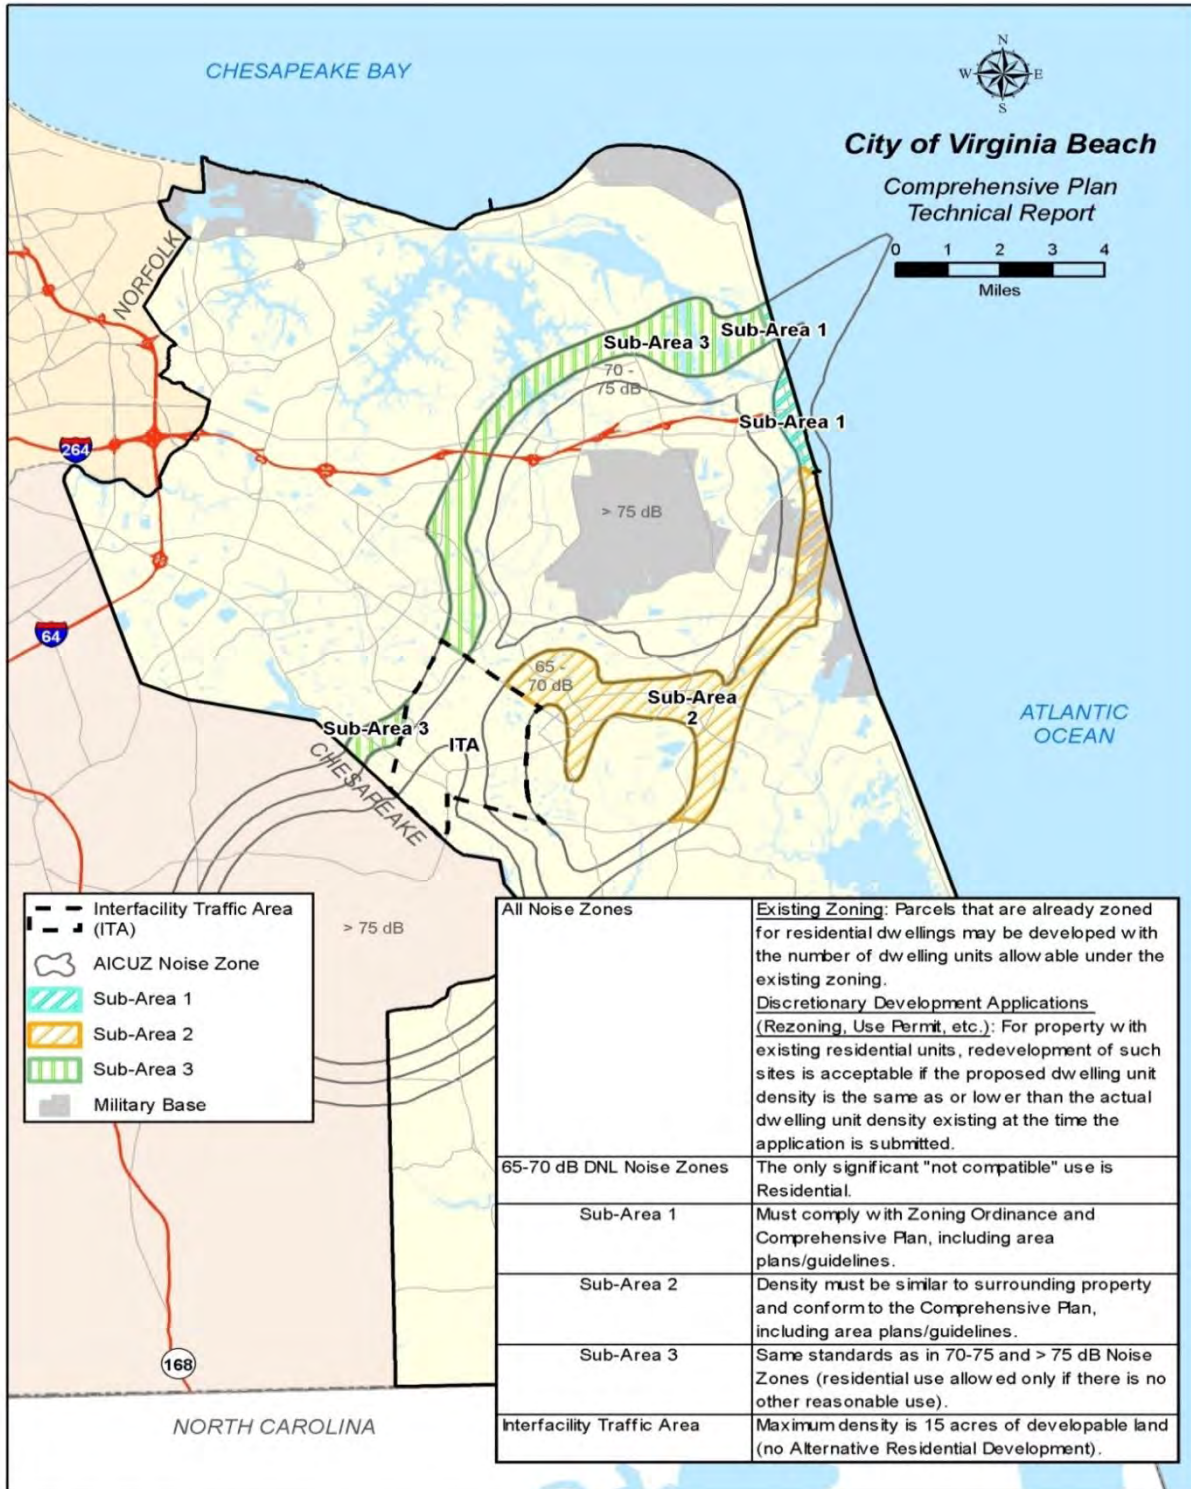 CHESAPEAKE BAY
N
W
E
S
City of Virginia Beach
Comprehensive Plan
Technical Report
0 1 2 3 4
Miles
NORFOLK
Sub-Area 1
Sub-Area 3
70 -
75 dB
Sub-Area 1
264
> 75 dB
64
65 -
70 dB
Sub-Area
2
Sub-Area 3
ITA
CHESAPEAKE
ATLANTIC
OCEAN
Interfacility Traffic Area
(ITA)
AICUZ Noise Zone
Sub-Area 1
Sub-Area 2
Sub-Area 3
Military Base
> 75 dB
168
NORTH CAROLINA
All Noise Zones
Existing Zoning: Parcels that are already zoned
for residential dwellings may be developed with
the number of dwelling units allowable under the
existing zoning.
Discretionary Development Applications
(Rezoning, Use Permit, etc.): For property with
existing residential units, redevelopment of such
sites is acceptable if the proposed dwelling unit
density is the same as or lower than the actual
dwelling unit density existing at the time the
application is submitted.
65-70 dB DNL Noise Zones
The only significant "not compatible" use is
Residential.
Sub-Area 1
Must comply with Zoning Ordinance and
Comprehensive Plan, including area
plans/guidelines.
Sub-Area 2
Density must be similar to surrounding property
and conform to the Comprehensive Plan,
including area plans/guidelines.
Sub-Area 3
Same standards as in 70-75 and > 75 dB Noise
Zones (residential use allowed only if there is no
other reasonable use).
Interfacility Traffic Area
Maximum density is 15 acres of developable land
(no Alternative Residential Development).